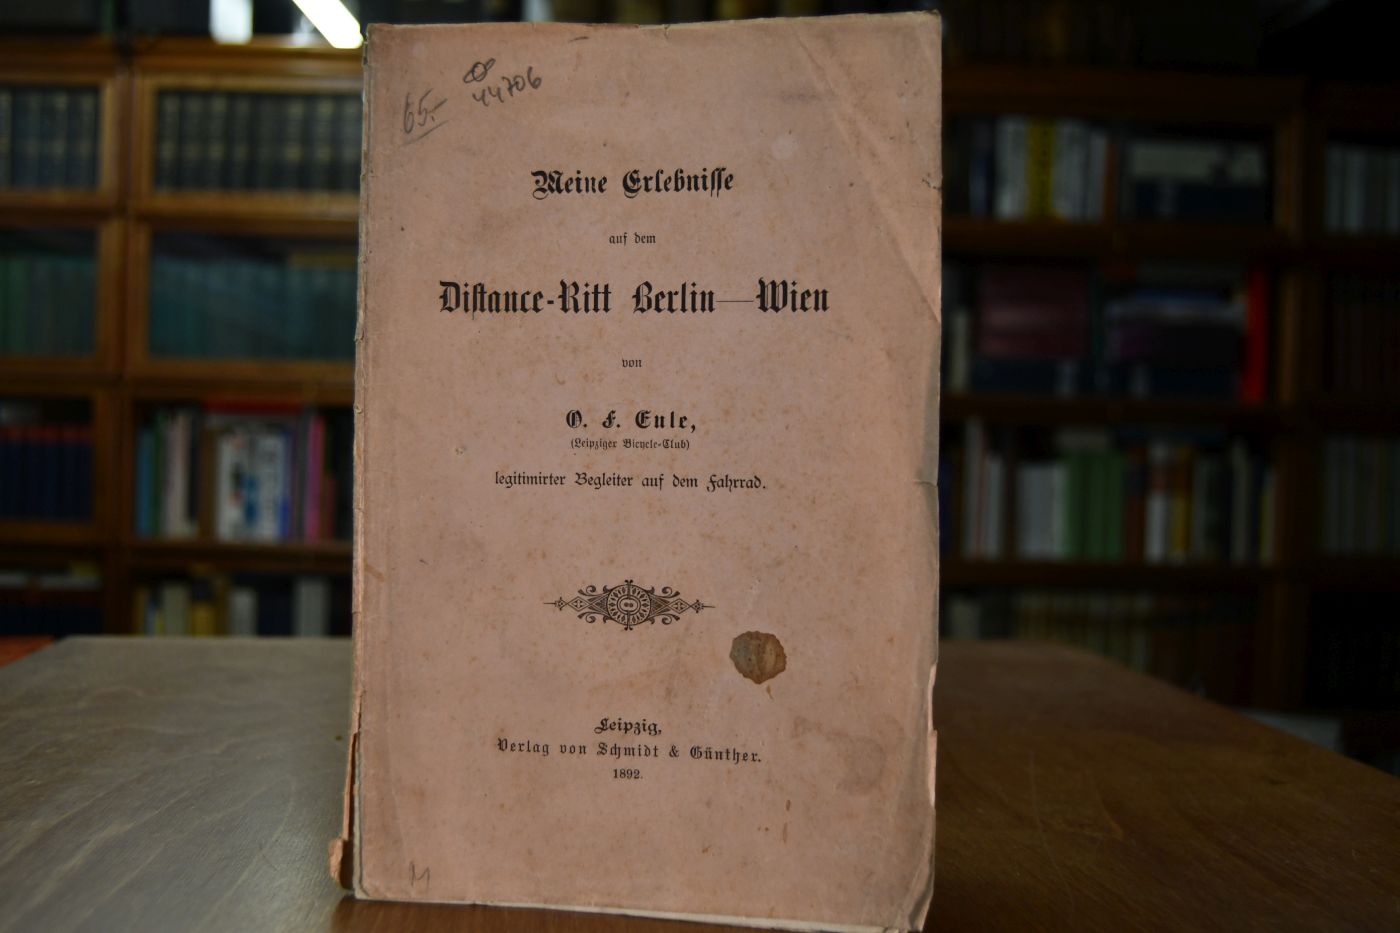 65.-
44706
Meine Erlebnisse
auf dem
Distance-Ritt Berlin—Wien
von
O. F. Eule,
(Leipziger Bicycle-Club)
legitimirter Begleiter auf dem Fahrrad.
Leipzig,
Verlag von Schmidt & Günther.
1892.
M